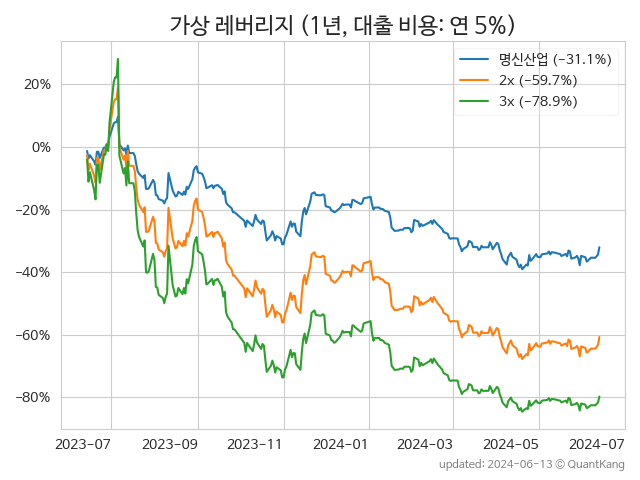 가상 레버리지 (1년, 대출 비용: 연 5%)
명신산업 (−31.1%)
2x (−59.7%)
3x (−78.9%)
20%
0%
−20%
−40%
−60%
−80%
2023-07 2023-09 2023-11 2024-01 2024-03 2024-05 2024-07
updated: 2024-06-13 © QuantKang